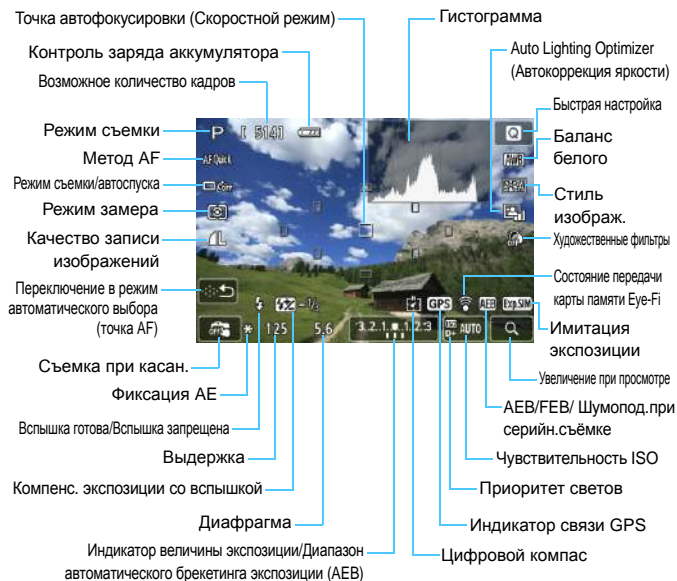 Точка автофокусировки (Скоростной режим)
Гистограмма
Контроль заряда аккумулятора
Auto Lighting Optimizer
(Автокоррекция яркости)
Возможное количество кадров
Быстрая настройка
Режим съемки
Баланс
белого
Метод AF
Режим съемки/автоспуска
Стиль
изображ.
Режим замера
Художественные фильтры
Качество записи
изображений
Состояние передачи
карты памяти Eye-Fi
Переключение в режим
автоматического выбора
(точка AF)
Имитация
экспозиции
Съемка при касан.
Увеличение при просмотре
Фиксация AE
AEB/FEB/ Шумопод.при
серийн.съёмке
Вспышка готова/Вспышка запрещена
Выдержка
Чувствительность ISO
Компенс. экспозиции со вспышкой
Приоритет светов
Диафрагма
Индикатор связи GPS
Индикатор величины экспозиции/Диапазон
автоматического брекетинга экспозиции (AEB)
Цифровой компас
P [ 514] Q
AF Quick AWB
OFF
L
GPS AEB Exp.SIM
125 5.6 3..2..1..1..2..3 D+ AUTO